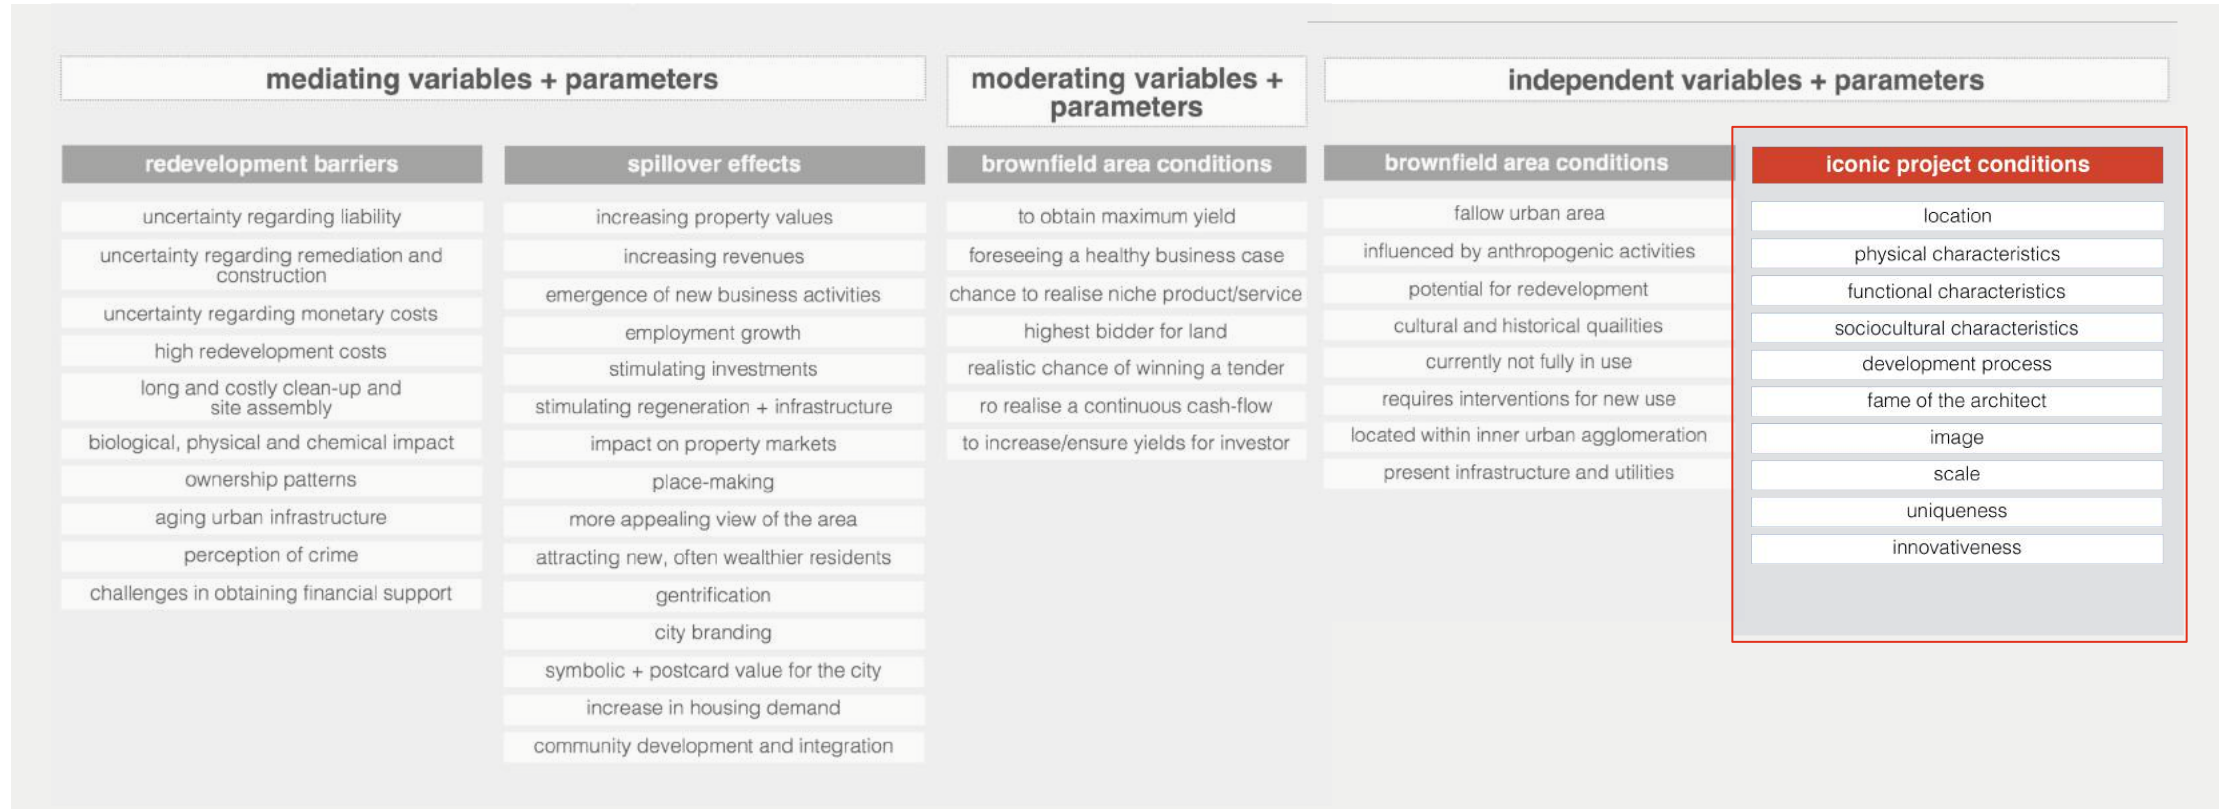 mediating variables + parameters
redevelopment barriers
uncertainty regarding liability
uncertainty regarding remediation and
construction
uncertainty regarding monetary costs
high redevelopment costs
long and costly clean-up and
site assembly
biological, physical and chemical impact
ownership patterns
aging urban infrastructure
perception of crime
challenges in obtaining financial support
spillover effects
increasing property values
increasing revenues
emergence of new business activities
employment growth
stimulating investments
stimulating regeneration + infrastructure
impact on property markets
place-making
more appealing view of the area
attracting new, often wealthier residents
gentrification
city branding
symbolic + postcard value for the city
increase in housing demand
community development and integration
moderating variables +
parameters
brownfield area conditions
to obtain maximum yield
foreseeing a healthy business case
chance to realise niche product/service
highest bidder for land
realistic chance of winning a tender
ro realise a continuous cash-flow
to increase/ensure yields for investor
independent variables + parameters
brownfield area conditions
fallow urban area
influenced by anthropogenic activities
potential for redevelopment
cultural and historical quailities
currently not fully in use
requires interventions for new use
located within inner urban agglomeration
present infrastructure and utilities
iconic project conditions
location
physical characteristics
functional characteristics
sociocultural characteristics
development process
fame of the architect
image
scale
uniqueness
innovativeness